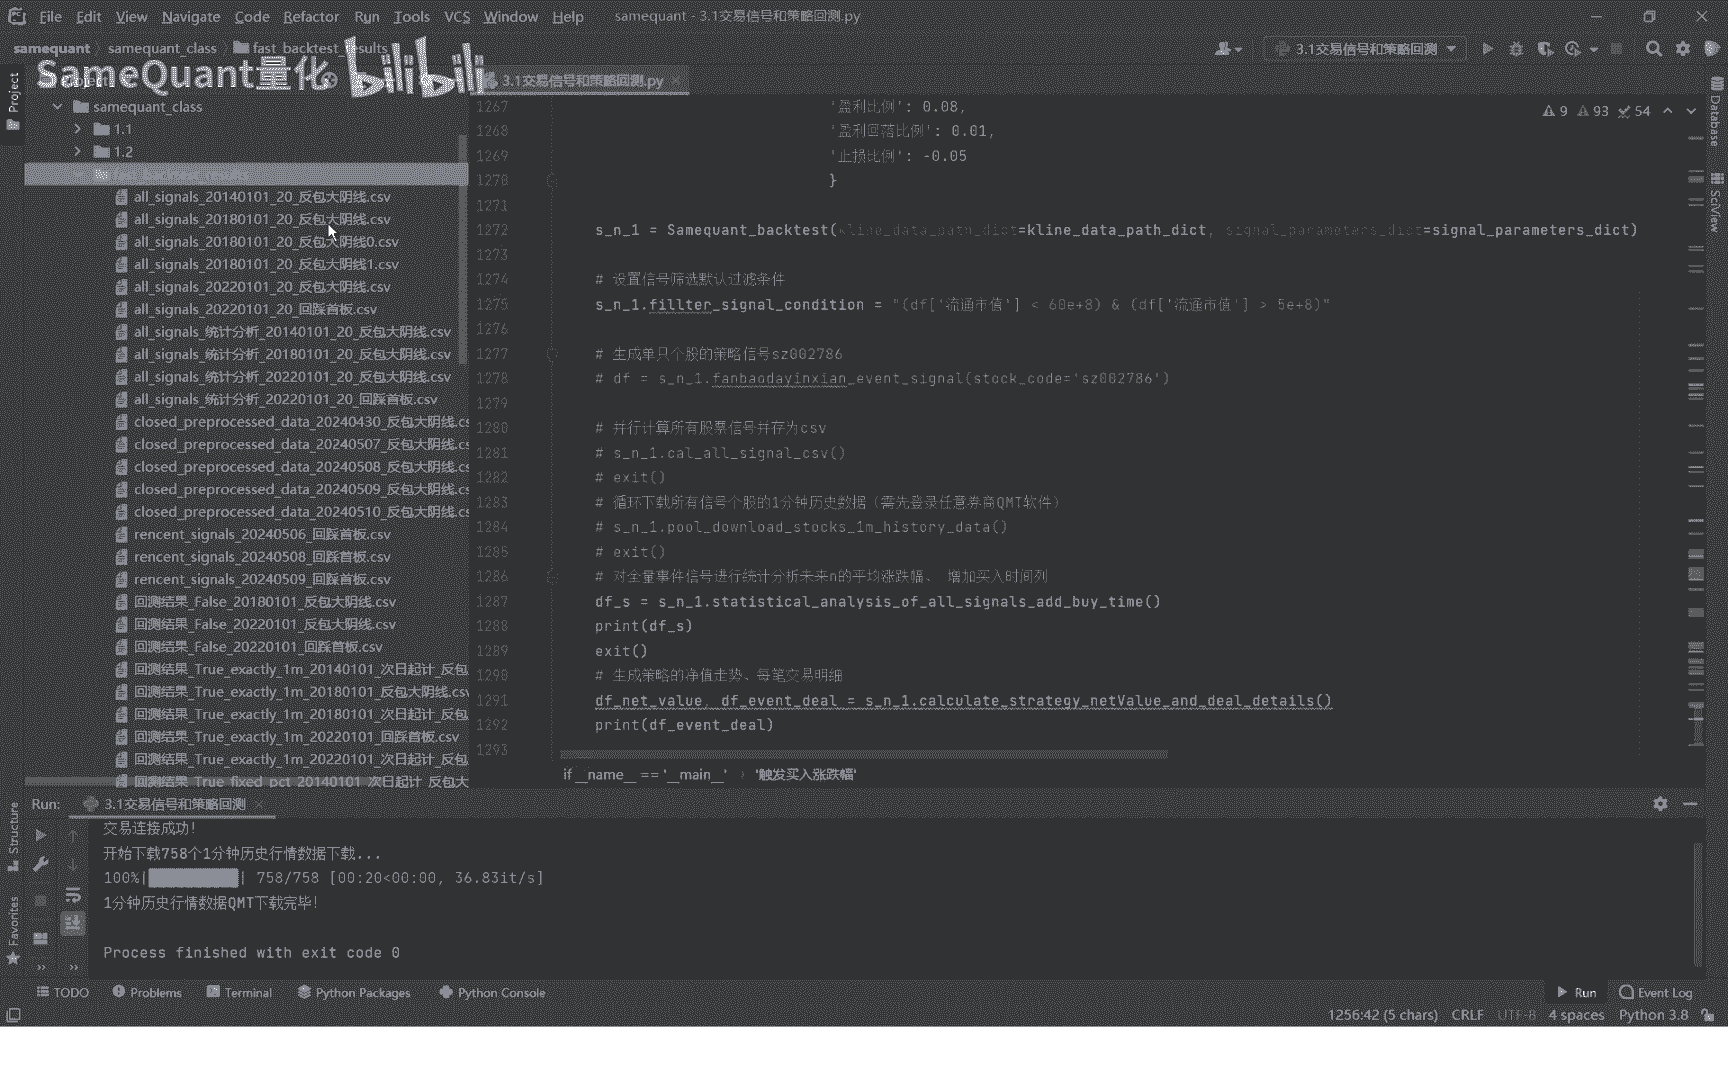 File Edit View Navigate Code Refactor Run Tools VCS Window Help samequant - 3.1交易信号和策略回测.py
samequant samequant_class fast_backtest_results 3.1交易信号和策略回测
SameQuant量化 bilibili
3.1交易信号和策略回测.py
Project
samequant_class
1.1
1.2
fast_backtest_results
all_signals_20140101_20_反包大阴线.csv
all_signals_20180101_20_反包大阴线.csv
all_signals_20180101_20_反包大阴线0.csv
all_signals_20180101_20_反包大阴线1.csv
all_signals_20220101_20_反包大阴线.csv
all_signals_20220101_20_回踩首板.csv
all_signals_统计分析_20140101_20_反包大阴线.csv
all_signals_统计分析_20180101_20_反包大阴线.csv
all_signals_统计分析_20220101_20_反包大阴线.csv
all_signals_统计分析_20220101_20_回踩首板.csv
closed_preprocessed_data_20240430_反包大阴线.cs
closed_preprocessed_data_20240507_反包大阴线.cs
closed_preprocessed_data_20240508_反包大阴线.cs
closed_preprocessed_data_20240509_反包大阴线.cs
closed_preprocessed_data_20240510_反包大阴线.cs
rencent_signals_20240506_回踩首板.csv
rencent_signals_20240508_回踩首板.csv
rencent_signals_20240509_回踩首板.csv
回测结果_False_20180101_反包大阴线.csv
回测结果_False_20220101_反包大阴线.csv
回测结果_False_20220101_回踩首板.csv
回测结果_True_exactly_1m_20140101_次日起计_反包
回测结果_True_exactly_1m_20180101_反包大阴线.csv
回测结果_True_exactly_1m_20180101_次日起计_反包
回测结果_True_exactly_1m_20220101_回踩首板.csv
回测结果_True_exactly_1m_20220101_次日起计_反包
回测结果_True_fixed_pct_20140101_次日起计_反包大
9 93 54
1267 '盈利比例': 0.08,
1268 '盈利回落比例': 0.01,
1269 '止损比例': -0.05
1270 }
1271
1272 s_n_1 = Samequant_backtest(kline_data_path_dict=kline_data_path_dict, signal_parameters_dict=signal_parameters_dict)
1273
1274 # 设置信号筛选默认过滤条件
1275 s_n_1.fillter_signal_condition = "(df['流通市值'] < 60e+8) & (df['流通市值'] > 5e+8)"
1276
1277 # 生成单只个股的策略信号sz002786
1278 # df = s_n_1.fanbaodayinxian_event_signal(stock_code='sz002786')
1279
1280 # 并行计算所有股票信号并存为csv
1281 # s_n_1.cal_all_signal_csv()
1282 # exit()
1283 # 循环下载所有信号个股的1分钟历史数据（需先登录任意券商QMT软件）
1284 # s_n_1.pool_download_stocks_1m_history_data()
1285 # exit()
1286 # 对全量事件信号进行统计分析未来n的平均涨跌幅、 增加买入时间列
1287 df_s = s_n_1.statistical_analysis_of_all_signals_add_buy_time()
1288 print(df_s)
1289 exit()
1290 # 生成策略的净值走势、每笔交易明细
1291 df_net_value, df_event_deal = s_n_1.calculate_strategy_netValue_and_deal_details()
1292 print(df_event_deal)
1293
if __name__ == '__main__' '触发买入涨跌幅'
Database
SciView
Run: 3.1交易信号和策略回测
交易连接成功!
开始下载758个1分钟历史行情数据下载...
100%| | 758/758 [00:20<00:00, 36.83it/s]
1分钟历史行情数据QMT下载完毕!
Process finished with exit code 0
Structure
Favorites
TODO Problems Terminal Python Packages Python Console Run Event Log
1256:42 (5 chars) CRLF UTF-8 4 spaces Python 3.8